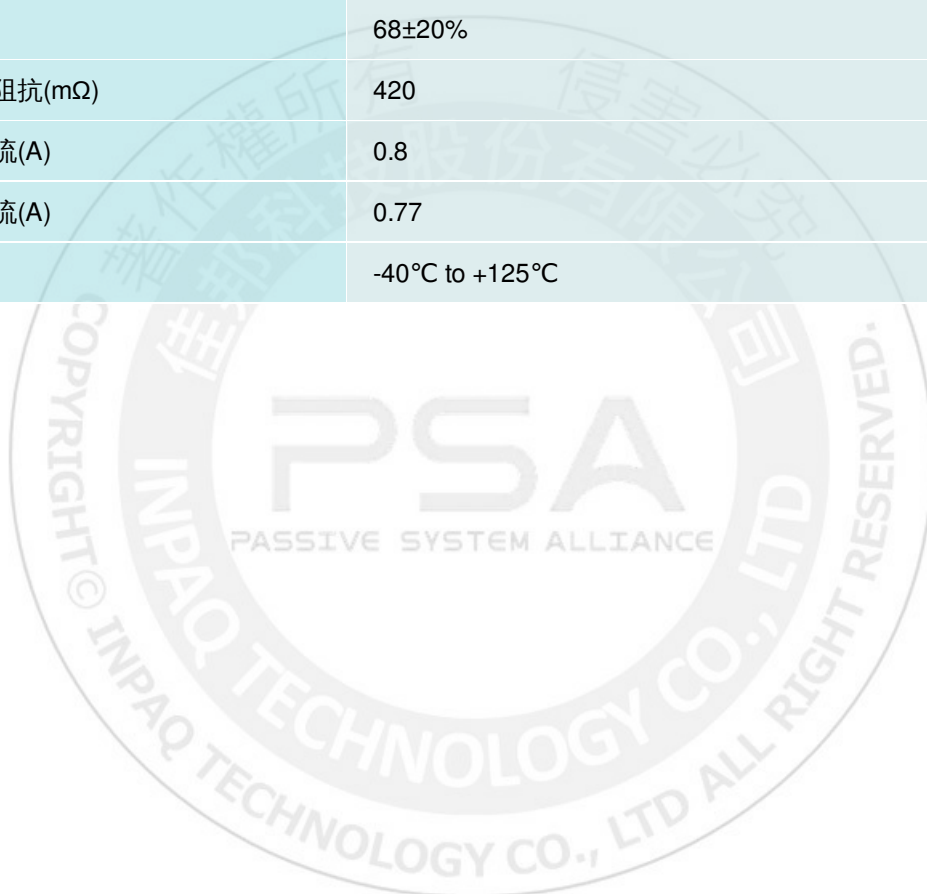 68±20%
阻抗(mΩ) 420
流(A) 0.8
流(A) 0.77
-40℃ to +125℃
著作權所有 侵害必究
佳邦科技股份有限公司
PSA
PASSIVE SYSTEM ALLIANCE
INPAQ TECHNOLOGY CO., LTD
COPYRIGHT© INPAQ TECHNOLOGY CO., LTD ALL RIGHT RESERVED.